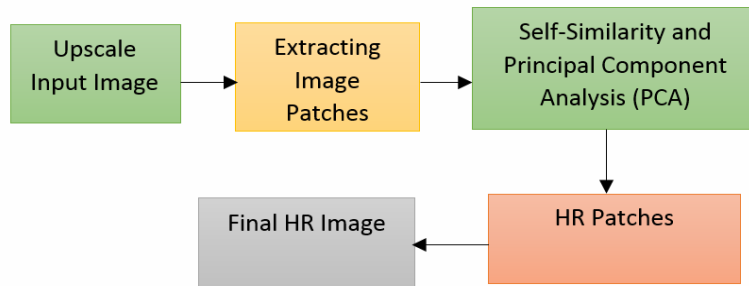 Upscale
Input Image
Extracting
Image
Patches
Self-Similarity and
Principal Component
Analysis (PCA)
HR Patches
Final HR Image